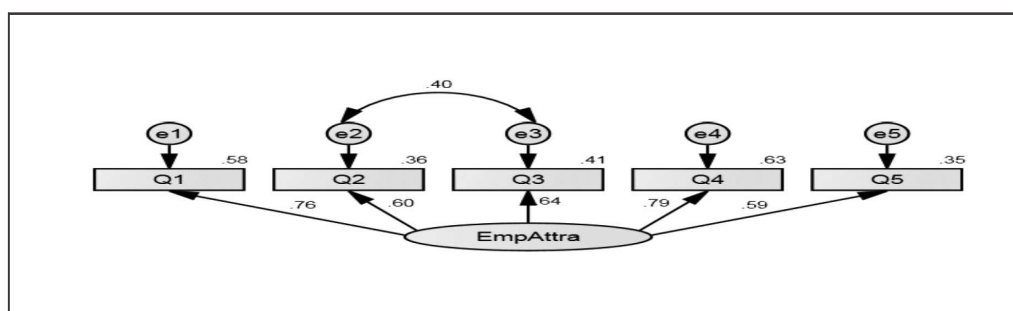 .40
e1 e2 e3 e4 e5
.58 .36 .41 .63 .35
Q1 Q2 Q3 Q4 Q5
.76 .60 64 .79 .59
EmpAttra